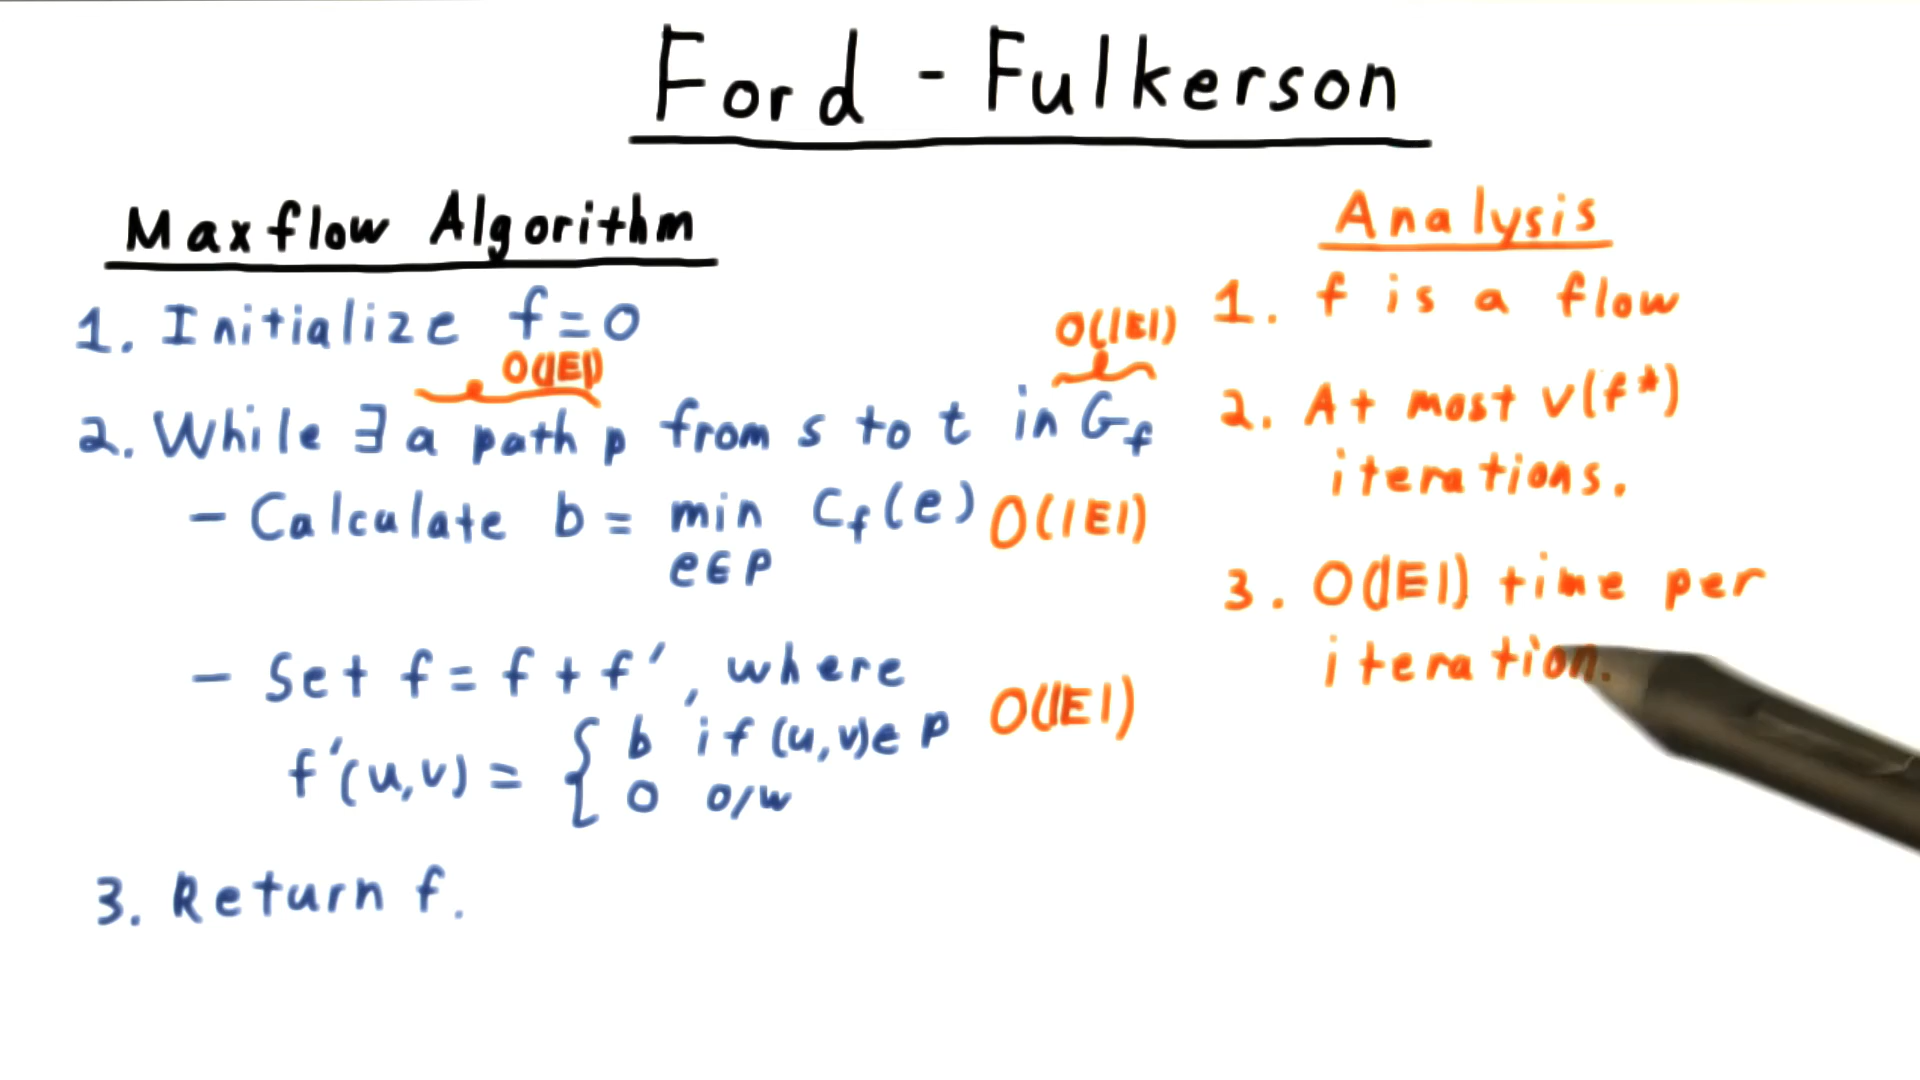 Ford - Fulkerson
Maxflow Algorithm
1. Initialize f=0
O(|E|)
O(|E|)
2. While ∃ a path p from s to t in G_f
- Calculate b = min C_f(e) O(|E|)
e∈p
- Set f = f + f', where
f'(u,v) = { b if (u,v)∈ p O(|E|)
0 o/w
3. Return f.
Analysis
1. f is a flow
2. At most v(f*)
iterations.
3. O(|E|) time per
iteration.